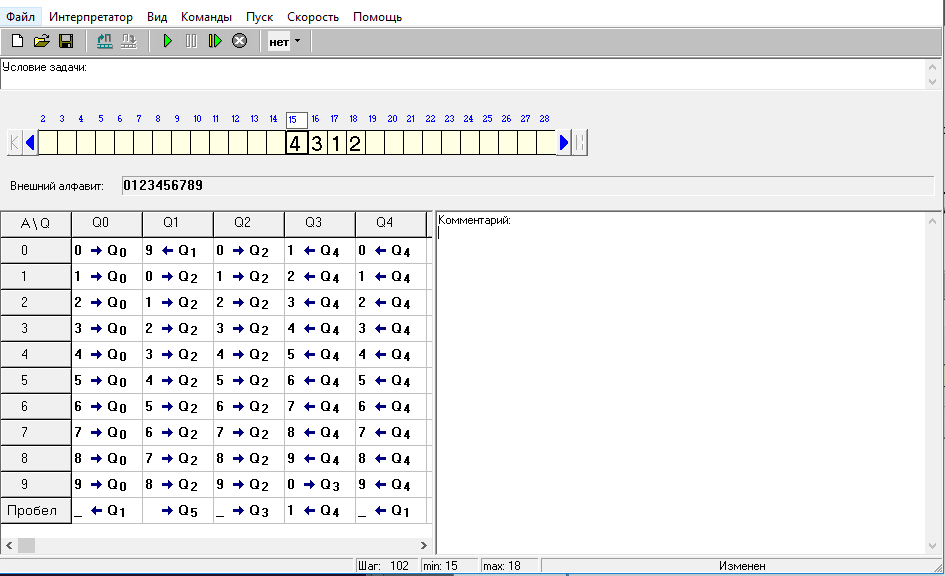 Файл Интерпретатор Вид Команды Пуск Скорость Помощь
нет
Условие задачи:
2 3 4 5 6 7 8 9 10 11 12 13 14 15 16 17 18 19 20 21 22 23 24 25 26 27 28
4 3 1 2
Внешний алфавит: 0123456789
A\Q Q0 Q1 Q2 Q3 Q4
0 0 → Q0 9 ← Q1 0 → Q2 1 ← Q4 0 ← Q4
1 1 → Q0 0 → Q2 1 → Q2 2 ← Q4 1 ← Q4
2 2 → Q0 1 → Q2 2 → Q2 3 ← Q4 2 ← Q4
3 3 → Q0 2 → Q2 3 → Q2 4 ← Q4 3 ← Q4
4 4 → Q0 3 → Q2 4 → Q2 5 ← Q4 4 ← Q4
5 5 → Q0 4 → Q2 5 → Q2 6 ← Q4 5 ← Q4
6 6 → Q0 5 → Q2 6 → Q2 7 ← Q4 6 ← Q4
7 7 → Q0 6 → Q2 7 → Q2 8 ← Q4 7 ← Q4
8 8 → Q0 7 → Q2 8 → Q2 9 ← Q4 8 ← Q4
9 9 → Q0 8 → Q2 9 → Q2 0 → Q3 9 ← Q4
Пробел _ ← Q1 → Q5 _ → Q3 1 ← Q4 _ ← Q1
Комментарий:
Шаг: 102 min: 15 max: 18 Изменен